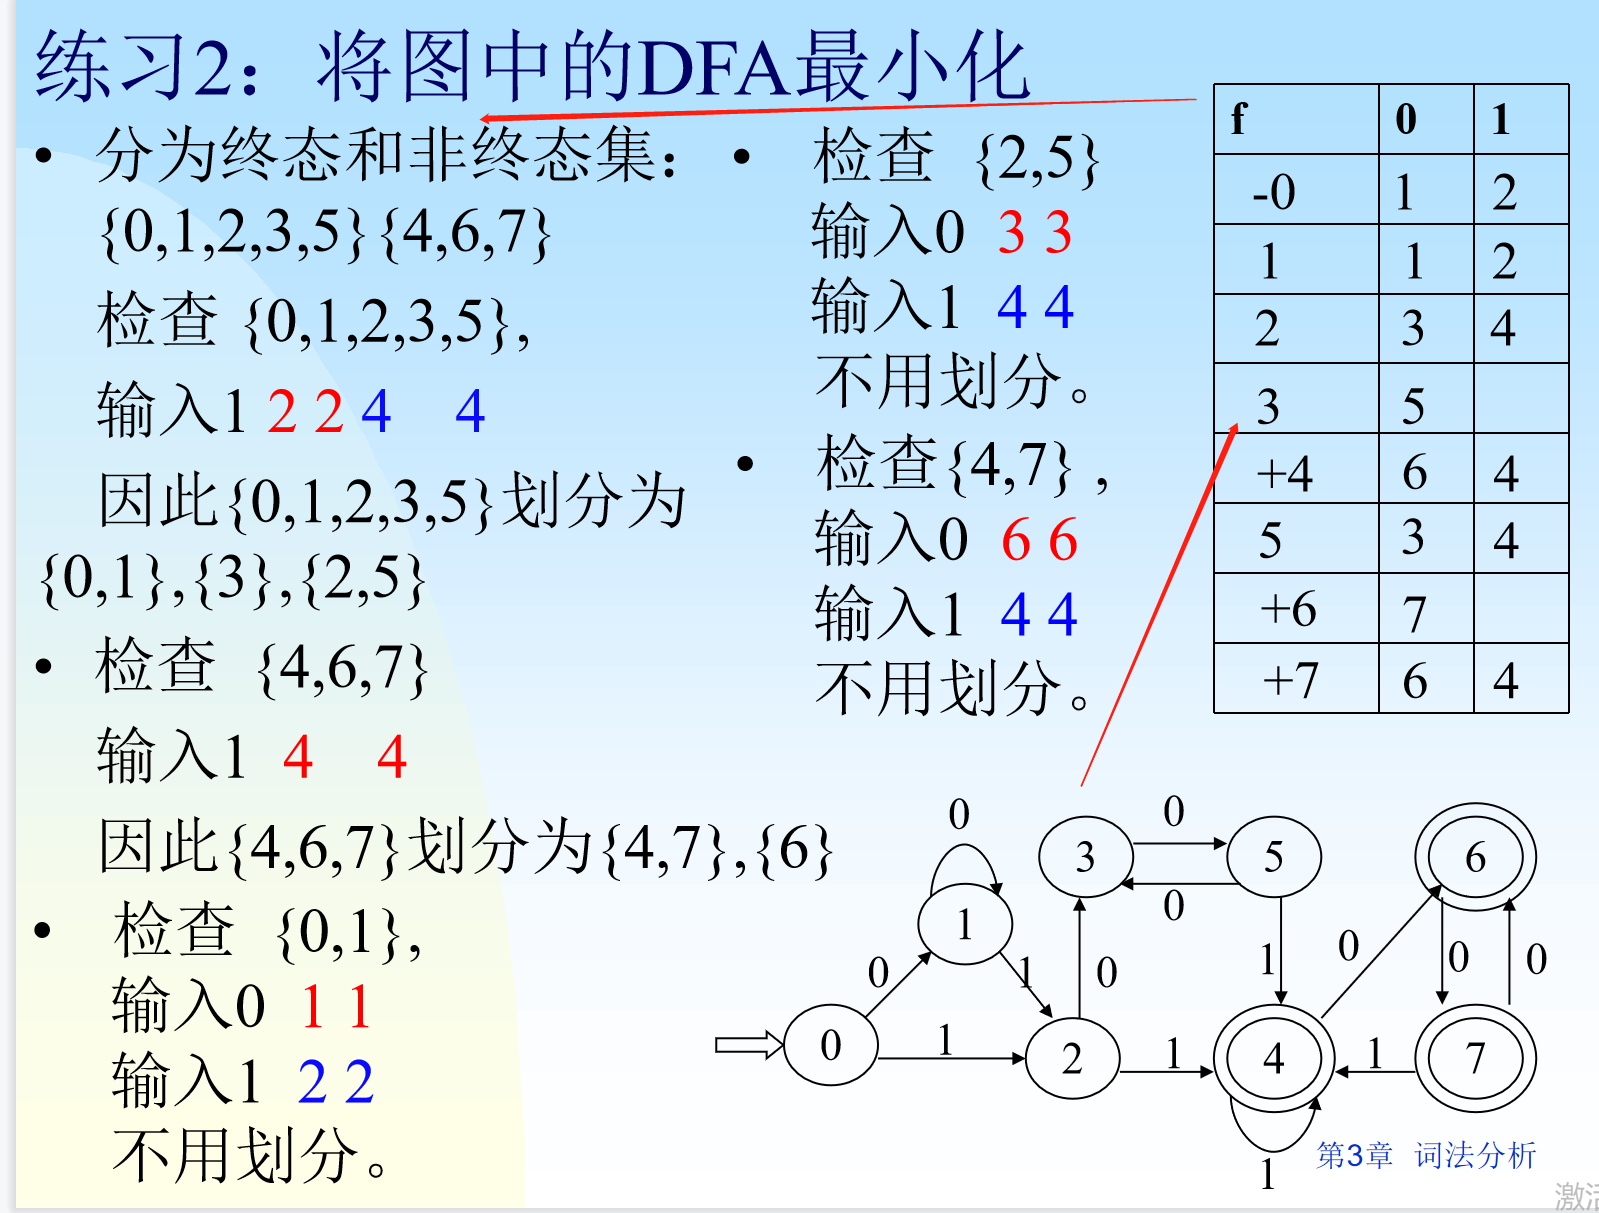 练习2：将图中的DFA最小化
• 分为终态和非终态集：
{0,1,2,3,5}{4,6,7}
检查 {0,1,2,3,5},
输入1 2 2 4 4
因此{0,1,2,3,5}划分为
{0,1},{3},{2,5}
• 检查 {4,6,7}
输入1 4 4
因此{4,6,7}划分为{4,7},{6}
• 检查 {0,1},
输入0 1 1
输入1 2 2
不用划分。
• 检查 {2,5}
输入0 3 3
输入1 4 4
不用划分。
• 检查{4,7} ,
输入0 6 6
输入1 4 4
不用划分。
f 0 1
-0 1 2
1 1 2
2 3 4
3 5
+4 6 4
5 3 4
+6 7
+7 6 4
0 0
3 5 6
1 0
0 1 0 1 0 0 0
0 1 2 1 4 1 7
1
第3章 词法分析
激活